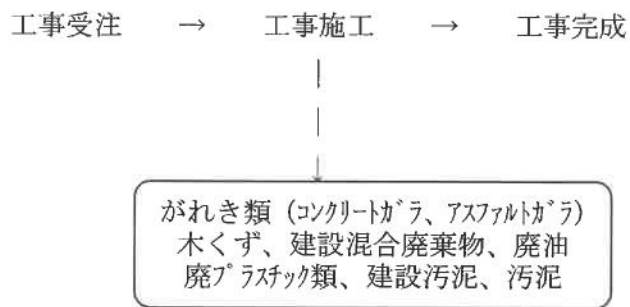 工事受注 → 工事施工 → 工事完成
がれき類（ｺﾝｸﾘｰﾄｶﾞﾗ、ｱｽﾌｧﾙﾄｶﾞﾗ）
木くず、建設混合廃棄物、廃油
廃ﾌﾟﾗｽﾁｯｸ類、建設汚泥、汚泥